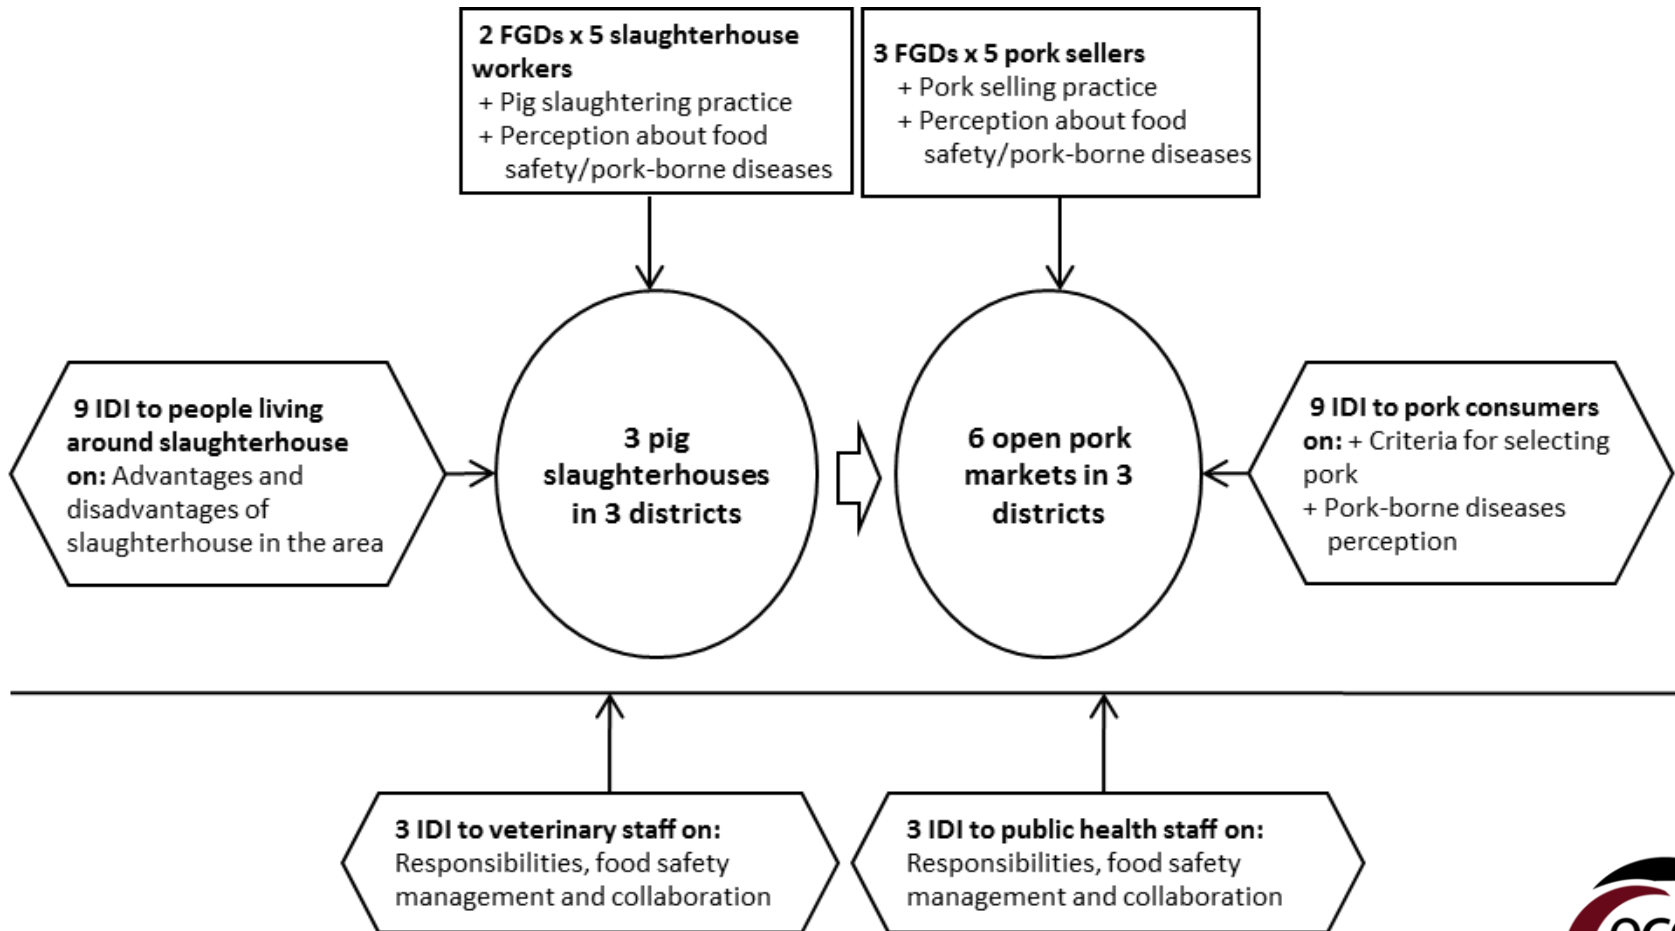 2 FGDs x 5 slaughterhouse
workers
+ Pig slaughtering practice
+ Perception about food
safety/pork-borne diseases
3 FGDs x 5 pork sellers
+ Pork selling practice
+ Perception about food
safety/pork-borne diseases
9 IDI to people living
around slaughterhouse
on: Advantages and
disadvantages of
slaughterhouse in the area
3 pig
slaughterhouses
in 3 districts
6 open pork
markets in 3
districts
9 IDI to pork consumers
on: + Criteria for selecting
pork
+ Pork-borne diseases
perception
3 IDI to veterinary staff on:
Responsibilities, food safety
management and collaboration
3 IDI to public health staff on:
Responsibilities, food safety
management and collaboration